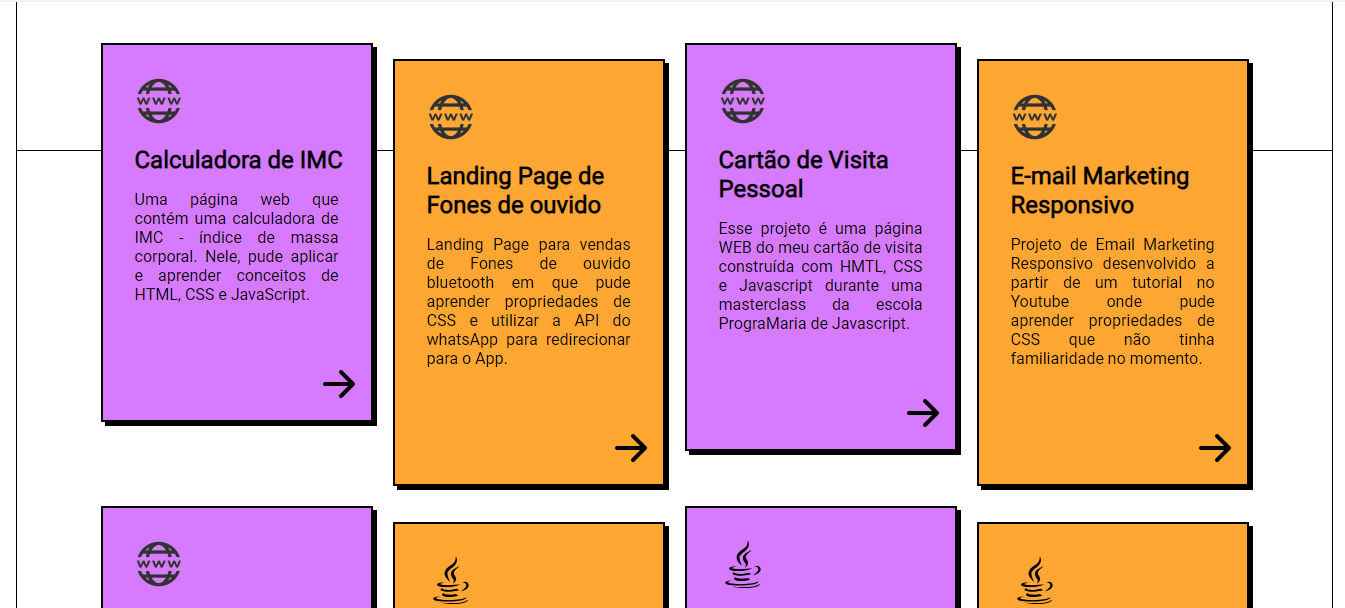 www
Calculadora de IMC
Uma página web que
contém uma calculadora de
IMC - índice de massa
corporal. Nele, pude aplicar
e aprender conceitos de
HTML, CSS e JavaScript.
www
Landing Page de
Fones de ouvido
Landing Page para vendas
de Fones de ouvido
bluetooth em que pude
aprender propriedades de
CSS e utilizar a API do
whatsApp para redirecionar
para o App.
www
Cartão de Visita
Pessoal
Esse projeto é uma página
WEB do meu cartão de visita
construída com HMTL, CSS
e Javascript durante uma
masterclass da escola
PrograMaria de Javascript.
www
E-mail Marketing
Responsivo
Projeto de Email Marketing
Responsivo desenvolvido a
partir de um tutorial no
Youtube onde pude
aprender propriedades de
CSS que não tinha
familiaridade no momento.
www